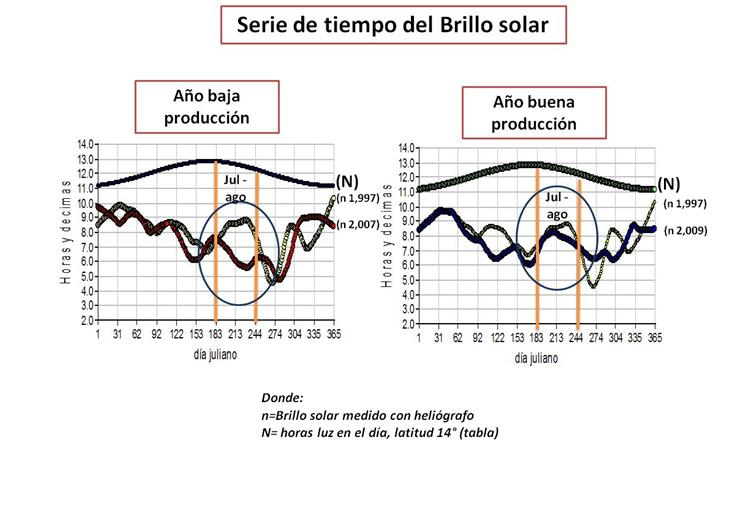 Serie de tiempo del Brillo solar
Año baja
producción
Año buena
producción
Horas y decimas
14.0
13.0
12.0
11.0
10.0
9.0
8.0
7.0
6.0
5.0
4.0
3.0
2.0
Jul -
ago
(N)
(n 1,997)
(n 2,007)
1 31 62 92 122 153 183 213 244 274 304 335 365
día juliano
Horas y decimas
14.0
13.0
12.0
11.0
10.0
9.0
8.0
7.0
6.0
5.0
4.0
3.0
2.0
Jul -
ago
(N)
(n 1,997)
(n 2,009)
1 31 62 92 122 153 183 213 244 274 304 335 365
día juliano
Donde:
n=Brillo solar medido con heliógrafo
N= horas luz en el día, latitud 14° (tabla)